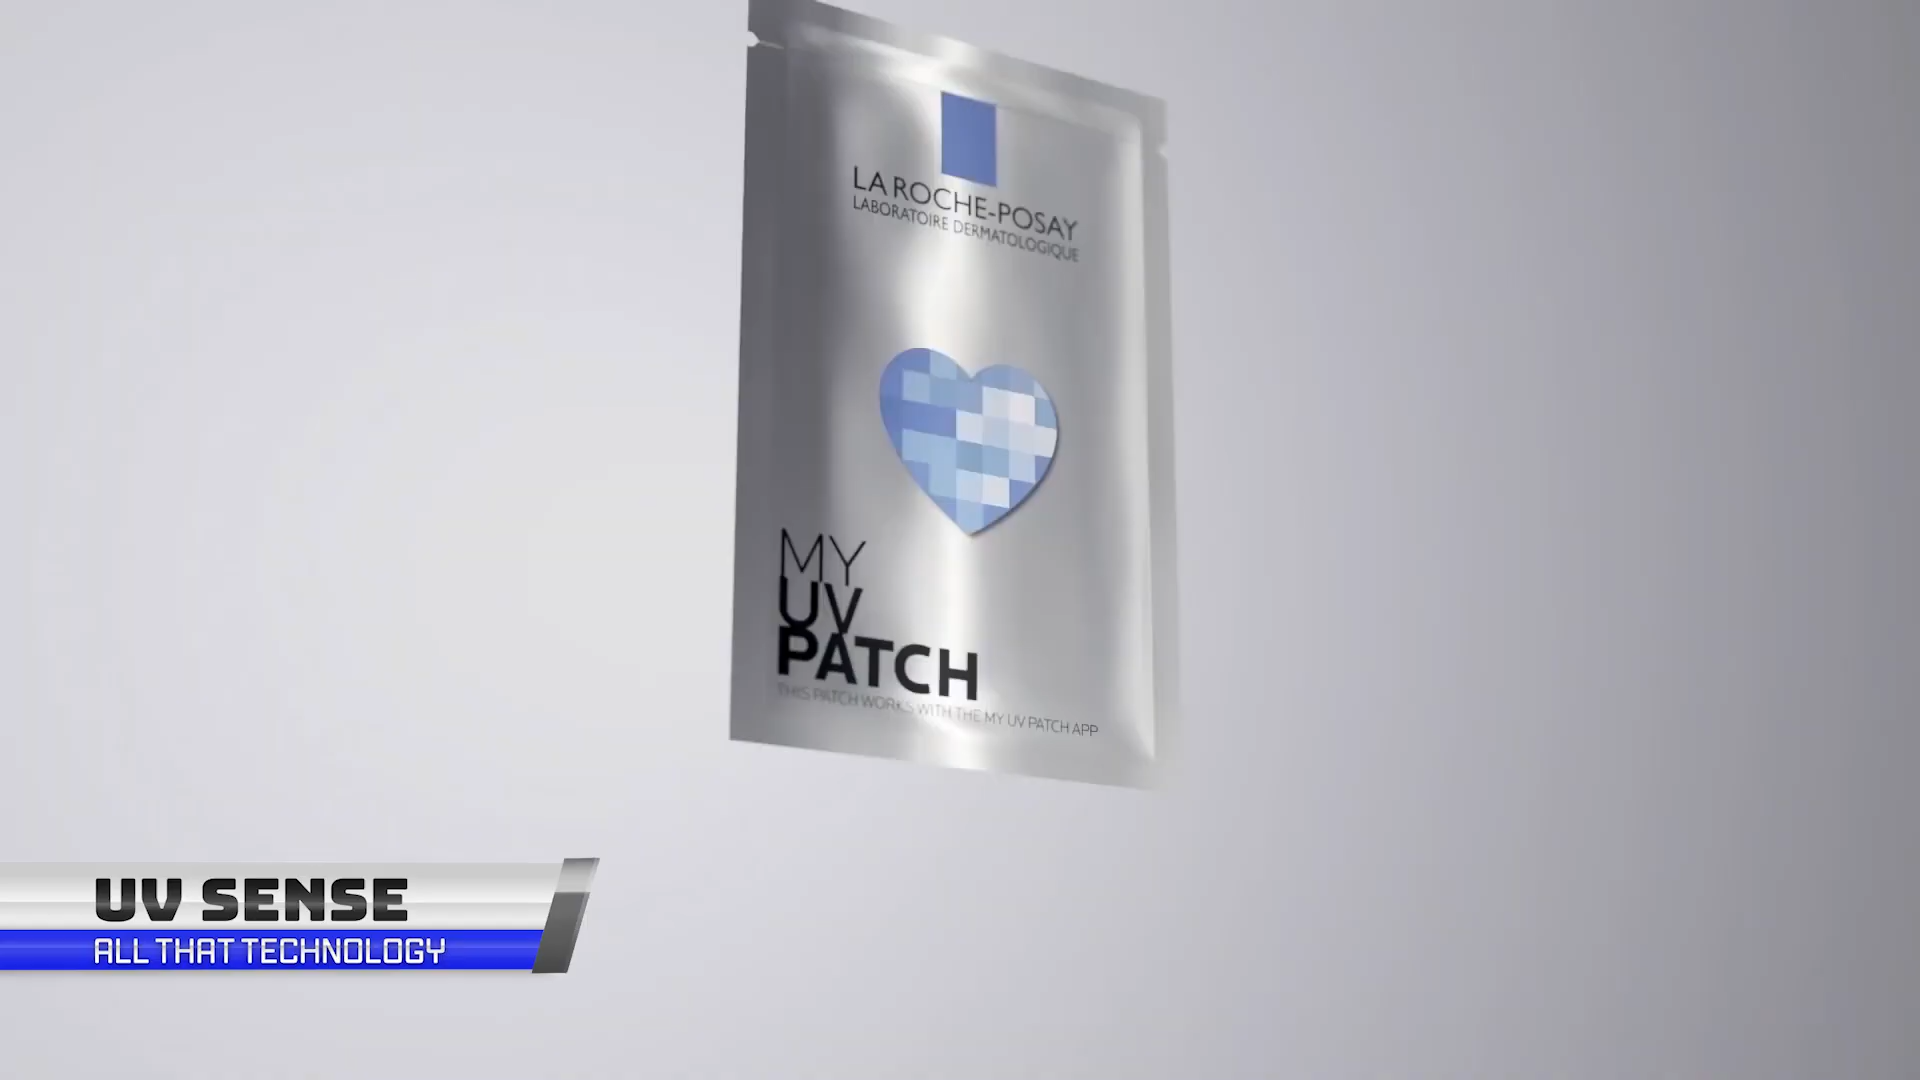 LA ROCHE-POSAY
LABORATOIRE DERMATOLOGIQUE
MY
UV
PATCH
THIS PATCH WORKS WITH THE MY UV PATCH APP
UV SENSE
ALL THAT TECHNOLOGY